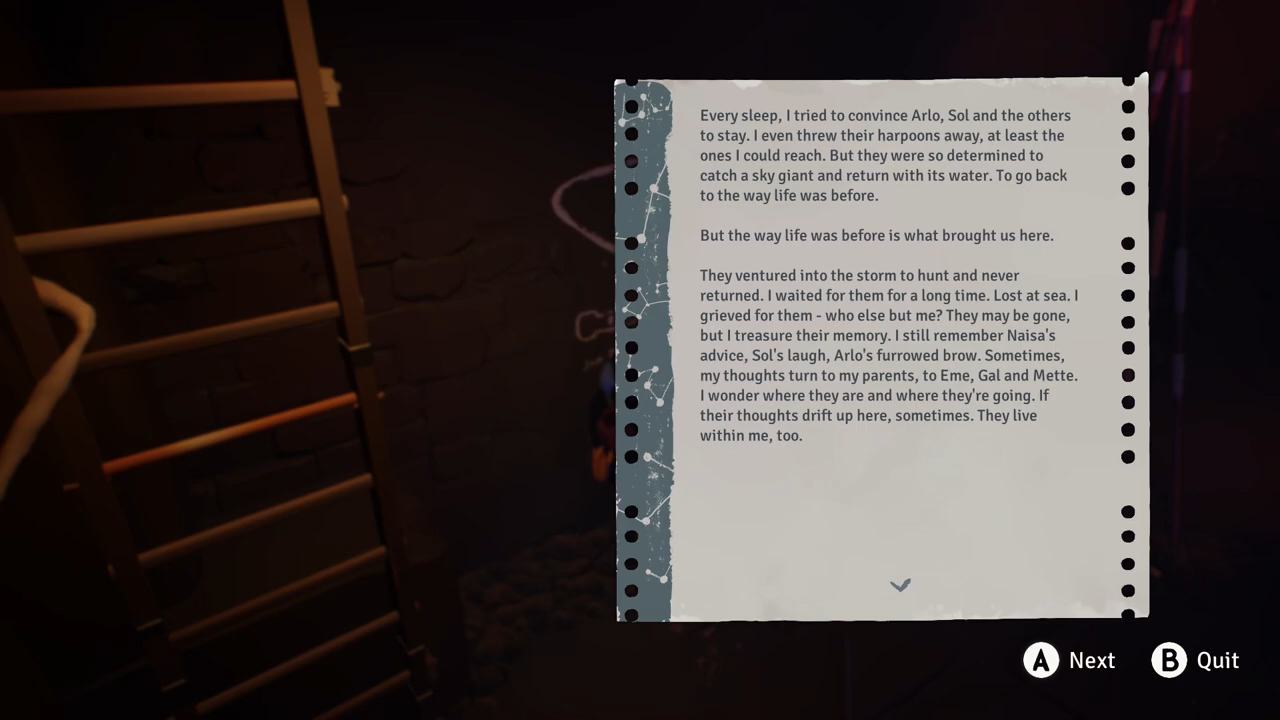 Every sleep, I tried to convince Arlo, Sol and the others
to stay. I even threw their harpoons away, at least the
ones I could reach. But they were so determined to
catch a sky giant and return with its water. To go back
to the way life was before.
But the way life was before is what brought us here.
They ventured into the storm to hunt and never
returned. I waited for them for a long time. Lost at sea. I
grieved for them - who else but me? They may be gone,
but I treasure their memory. I still remember Naisa's
advice, Sol's laugh, Arlo's furrowed brow. Sometimes,
my thoughts turn to my parents, to Eme, Gal and Mette.
I wonder where they are and where they're going. If
their thoughts drift up here, sometimes. They live
within me, too.
A Next B Quit